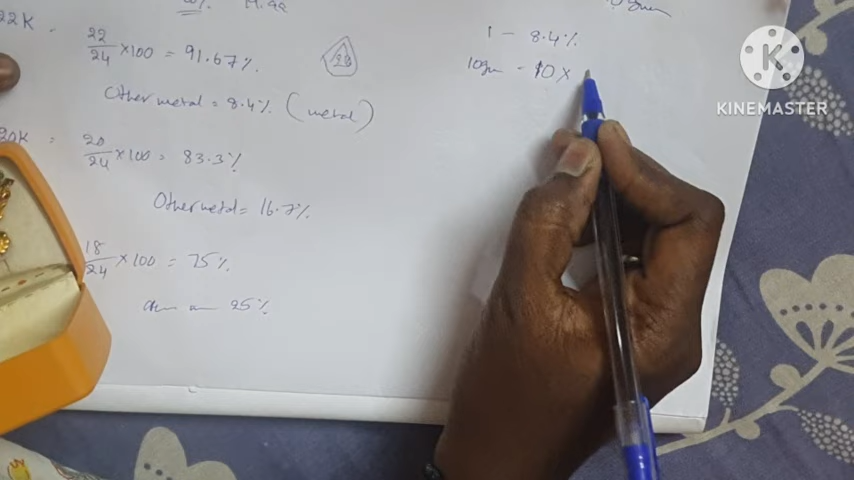 22K.
22/24 × 100 = 91.67%.
Other metal = 8.4%. (metal)
20K =
20/24 × 100 = 83.3%
Other metal = 16.7%.
18/24 × 100 = 75%.
25%
1 - 8.4%
10gm - 10 ×
KINEMASTER